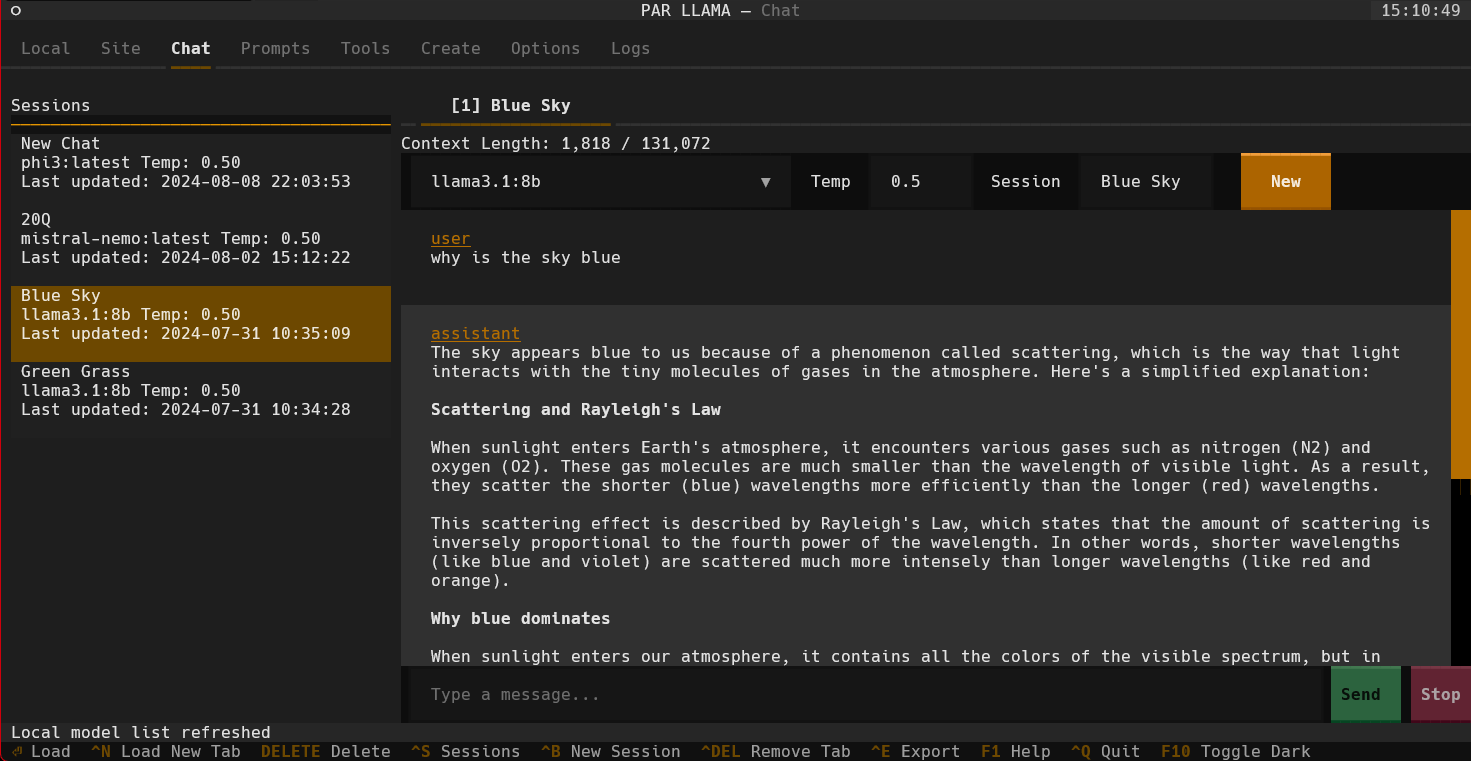 PAR LLAMA — Chat 15:10:49
Local Site Chat Prompts Tools Create Options Logs
Sessions
New Chat
phi3:latest Temp: 0.50
Last updated: 2024-08-08 22:03:53
20Q
mistral-nemo:latest Temp: 0.50
Last updated: 2024-08-02 15:12:22
Blue Sky
llama3.1:8b Temp: 0.50
Last updated: 2024-07-31 10:35:09
Green Grass
llama3.1:8b Temp: 0.50
Last updated: 2024-07-31 10:34:28
[1] Blue Sky
Context Length: 1,818 / 131,072
llama3.1:8b ▼ Temp 0.5 Session Blue Sky New
user
why is the sky blue
assistant
The sky appears blue to us because of a phenomenon called scattering, which is the way that light
interacts with the tiny molecules of gases in the atmosphere. Here's a simplified explanation:
Scattering and Rayleigh's Law
When sunlight enters Earth's atmosphere, it encounters various gases such as nitrogen (N2) and
oxygen (O2). These gas molecules are much smaller than the wavelength of visible light. As a result,
they scatter the shorter (blue) wavelengths more efficiently than the longer (red) wavelengths.
This scattering effect is described by Rayleigh's Law, which states that the amount of scattering is
inversely proportional to the fourth power of the wavelength. In other words, shorter wavelengths
(like blue and violet) are scattered much more intensely than longer wavelengths (like red and
orange).
Why blue dominates
When sunlight enters our atmosphere, it contains all the colors of the visible spectrum, but in
Type a message... Send Stop
Local model list refreshed
⏎ Load ^N Load New Tab DELETE Delete ^S Sessions ^B New Session ^DEL Remove Tab ^E Export F1 Help ^Q Quit F10 Toggle Dark